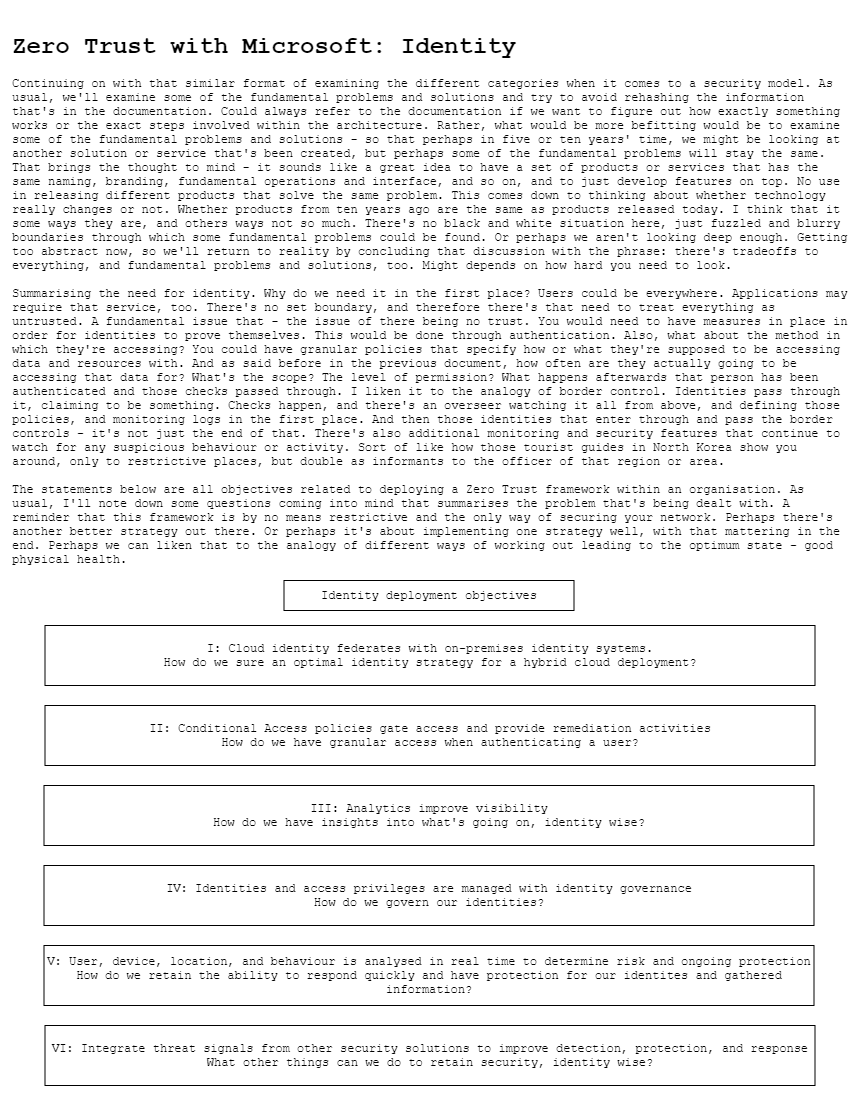 Zero Trust with Microsoft: Identity
Continuing on with that similar format of examining the different categories when it comes to a security model. As
usual, we'll examine some of the fundamental problems and solutions and try to avoid rehashing the information
that's in the documentation. Could always refer to the documentation if we want to figure out how exactly something
works or the exact steps involved within the architecture. Rather, what would be more befitting would be to examine
some of the fundamental problems and solutions - so that perhaps in five or ten years' time, we might be looking at
another solution or service that's been created, but perhaps some of the fundamental problems will stay the same.
That brings the thought to mind - it sounds like a great idea to have a set of products or services that has the
same naming, branding, fundamental operations and interface, and so on, and to just develop features on top. No use
in releasing different products that solve the same problem. This comes down to thinking about whether technology
really changes or not. Whether products from ten years ago are the same as products released today. I think that it
some ways they are, and others ways not so much. There's no black and white situation here, just fuzzled and blurry
boundaries through which some fundamental problems could be found. Or perhaps we aren't looking deep enough. Getting
too abstract now, so we'll return to reality by concluding that discussion with the phrase: there's tradeoffs to
everything, and fundamental problems and solutions, too. Might depends on how hard you need to look.
Summarising the need for identity. Why do we need it in the first place? Users could be everywhere. Applications may
require that service, too. There's no set boundary, and therefore there's that need to treat everything as
untrusted. A fundamental issue that - the issue of there being no trust. You would need to have measures in place in
order for identities to prove themselves. This would be done through authentication. Also, what about the method in
which they're accessing? You could have granular policies that specify how or what they're supposed to be accessing
data and resources with. And as said before in the previous document, how often are they actually going to be
accessing that data for? What's the scope? The level of permission? What happens afterwards that person has been
authenticated and those checks passed through. I liken it to the analogy of border control. Identities pass through
it, claiming to be something. Checks happen, and there's an overseer watching it all from above, and defining those
policies, and monitoring logs in the first place. And then those identities that enter through and pass the border
controls - it's not just the end of that. There's also additional monitoring and security features that continue to
watch for any suspicious behaviour or activity. Sort of like how those tourist guides in North Korea show you
around, only to restrictive places, but double as informants to the officer of that region or area.
The statements below are all objectives related to deploying a Zero Trust framework within an organisation. As
usual, I'll note down some questions coming into mind that summarises the problem that's being dealt with. A
reminder that this framework is by no means restrictive and the only way of securing your network. Perhaps there's
another better strategy out there. Or perhaps it's about implementing one strategy well, with that mattering in the
end. Perhaps we can liken that to the analogy of different ways of working out leading to the optimum state - good
physical health.
Identity deployment objectives
I: Cloud identity federates with on-premises identity systems.
How do we sure an optimal identity strategy for a hybrid cloud deployment?
II: Conditional Access policies gate access and provide remediation activities
How do we have granular access when authenticating a user?
III: Analytics improve visibility
How do we have insights into what's going on, identity wise?
IV: Identities and access privileges are managed with identity governance
How do we govern our identities?
V: User, device, location, and behaviour is analysed in real time to determine risk and ongoing protection
How do we retain the ability to respond quickly and have protection for our identites and gathered
information?
VI: Integrate threat signals from other security solutions to improve detection, protection, and response
What other things can we do to retain security, identity wise?